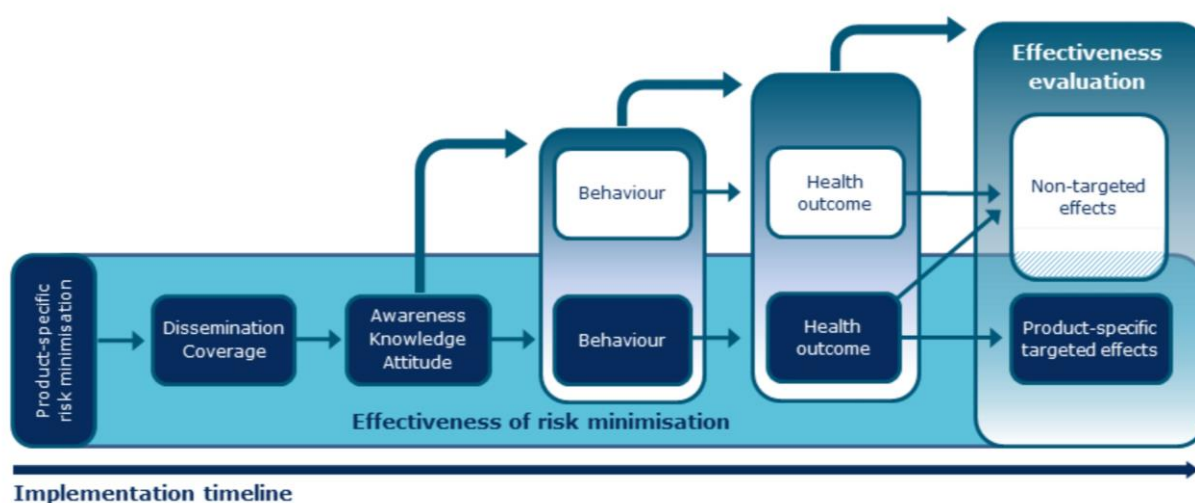 Product-specific
risk minimisation
Dissemination
Coverage
Awareness
Knowledge
Attitude
Behaviour
Behaviour
Health
outcome
Health
outcome
Effectiveness
evaluation
Non-targeted
effects
Product-specific
targeted effects
Effectiveness of risk minimisation
Implementation timeline